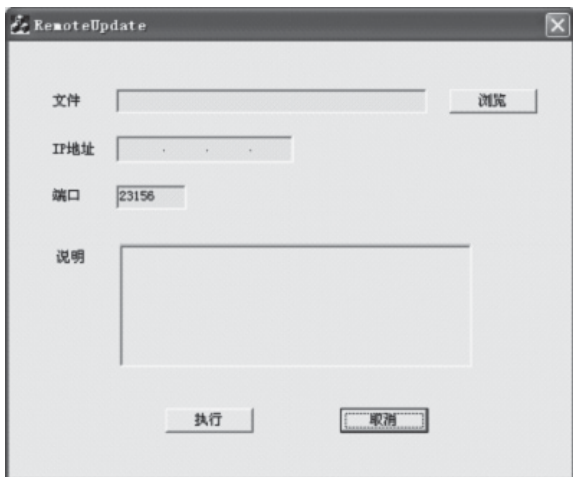 RemoteUpdate
文件 浏览
IP地址 . . .
端口 23156
说明
执行 取消